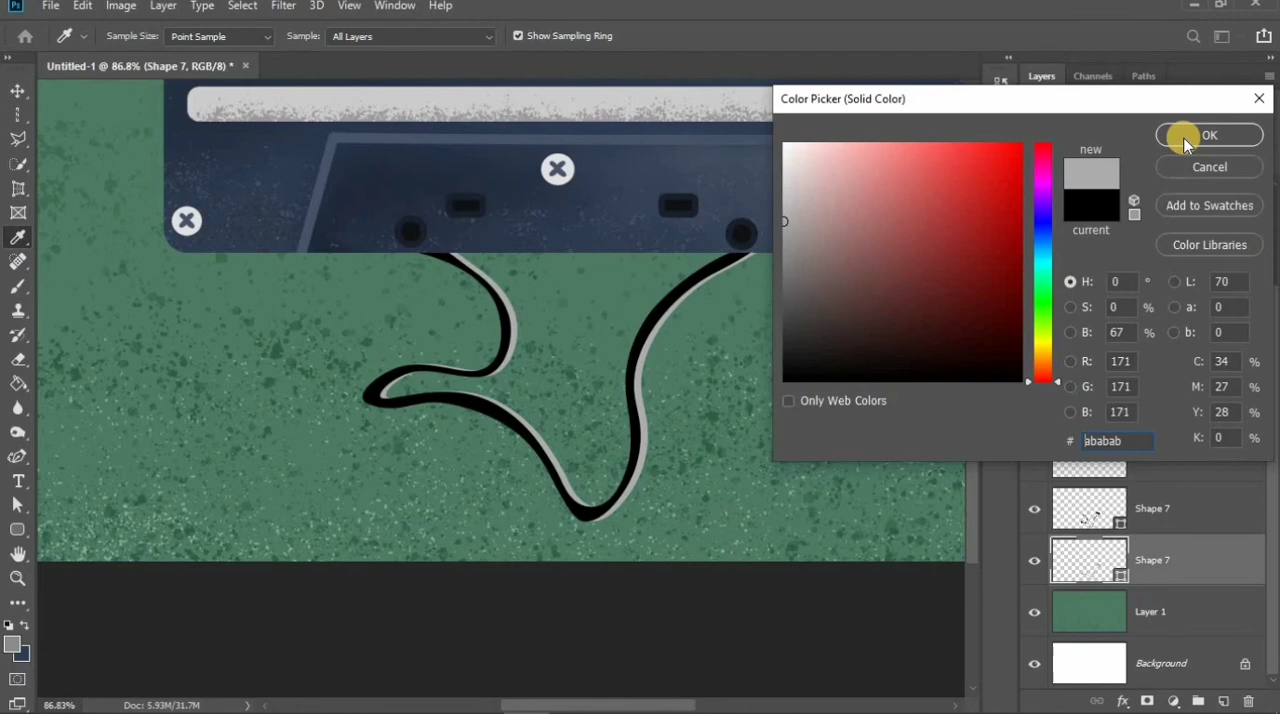 Ps File Edit Image Layer Type Select Filter 3D View Window Help
Sample Size: Point Sample Sample: All Layers Show Sampling Ring
Untitled-1 @ 86.8% (Shape 7, RGB/8) * ×
Layers Channels Paths
Color Picker (Solid Color)
OK
new
Cancel
Add to Swatches
current
Color Libraries
H: 0 ° L: 70
S: 0 % a: 0
B: 67 % b: 0
R: 171 C: 34 %
G: 171 M: 27 %
Only Web Colors B: 171 Y: 28 %
# ababab K: 0 %
Shape 7
Shape 7
Layer 1
Background
T
fx
86.83% Doc: 5.93M/31.7M